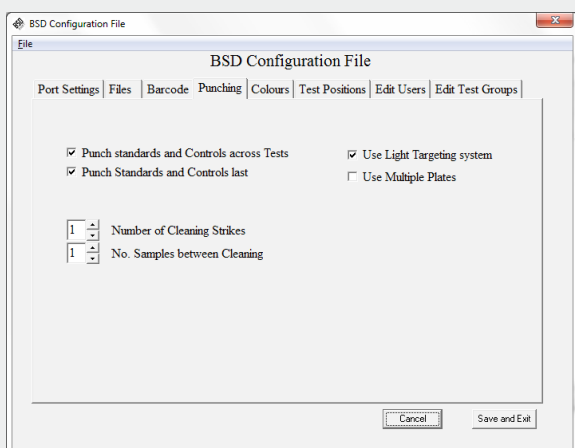 BSD Configuration File
File
BSD Configuration File
Port Settings Files Barcode Punching Colours Test Positions Edit Users Edit Test Groups
Punch standards and Controls across Tests Use Light Targeting system
Punch Standards and Controls last Use Multiple Plates
1 Number of Cleaning Strikes
1 No. Samples between Cleaning
Cancel Save and Exit